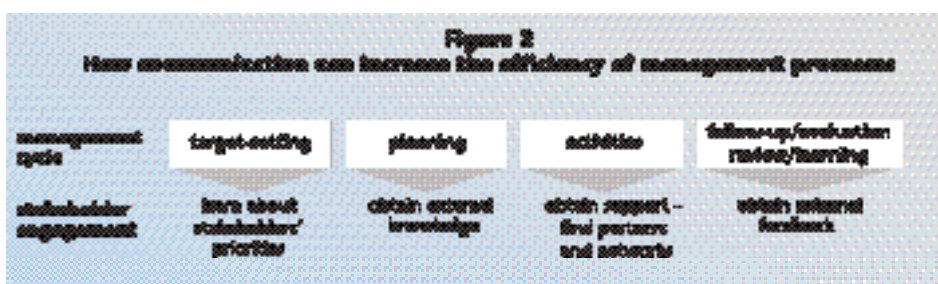 Figure 2
How communication can increase the efficiency of management processes
management
cycle
target-setting
planning
activities
follow-up/evaluation
review/learning
stakeholder
engagement
learn about
stakeholders'
priorities
obtain external
knowledge
obtain support –
find partners
and networks
obtain external
feedback